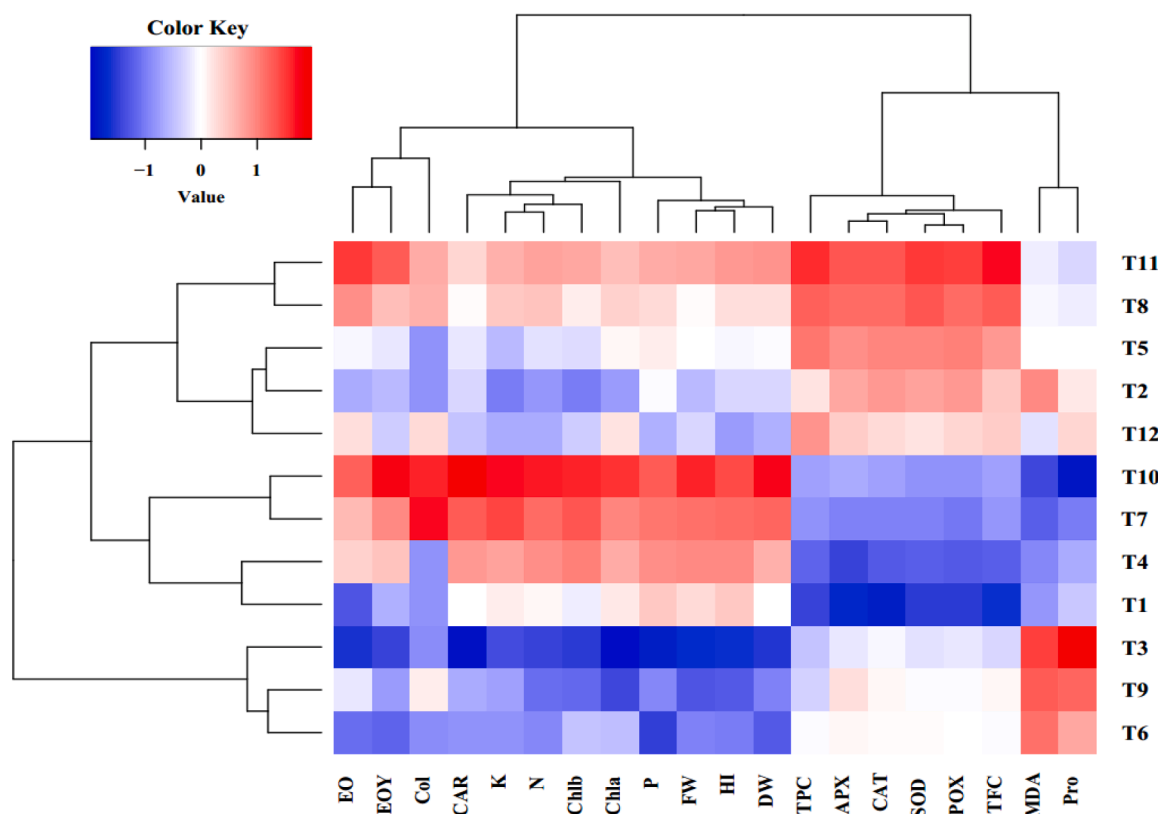 Color Key
−1 0 1
Value
T11
T8
T5
T2
T12
T10
T7
T4
T1
T3
T9
T6
EO EOY Col CAR K N Chlb Chla P FW HI DW TPC APX CAT SOD POX TFC MDA Pro